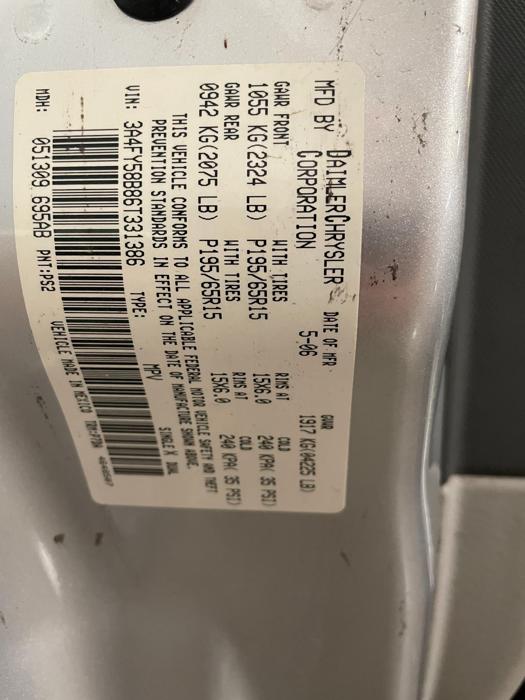 MFD BY DAIMLERCHRYSLER CORPORATION
DATE OF MFR 5-06
GVWR 1917 KG(04225 LB)
GAWR FRONT WITH TIRES RIMS AT COLD
1055 KG(2324 LB) P195/65R15 15X6.0 240 KPA( 35 PSI)
GAWR REAR WITH TIRES RIMS AT COLD
0942 KG(2075 LB) P195/65R15 15X6.0 240 KPA( 35 PSI)
THIS VEHICLE CONFORMS TO ALL APPLICABLE FEDERAL MOTOR VEHICLE SAFETY AND THEFT
PREVENTION STANDARDS IN EFFECT ON THE DATE OF MANUFACTURE SHOWN ABOVE.
VIN: 3A4FY58B86T331386 TYPE: MPV SINGLE X DUAL
MDH: 051309 695AB PNT:PS2
VEHICLE MADE IN MEXICO